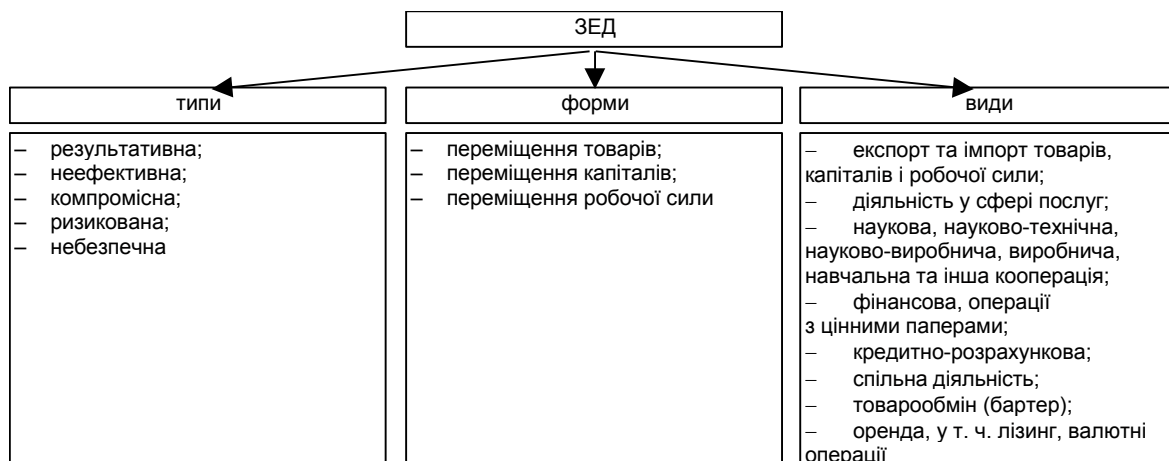 ЗЕД
типи
форми
види
– результативна;
– неефективна;
– компромісна;
– ризикована;
– небезпечна
– переміщення товарів;
– переміщення капіталів;
– переміщення робочої сили
– експорт та імпорт товарів,
капіталів і робочої сили;
– діяльність у сфері послуг;
– наукова, науково-технічна,
науково-виробнича, виробнича,
навчальна та інша кооперація;
– фінансова, операції
з цінними паперами;
– кредитно-розрахункова;
– спільна діяльність;
– товарообмін (бартер);
– оренда, у т. ч. лізинг, валютні
операції